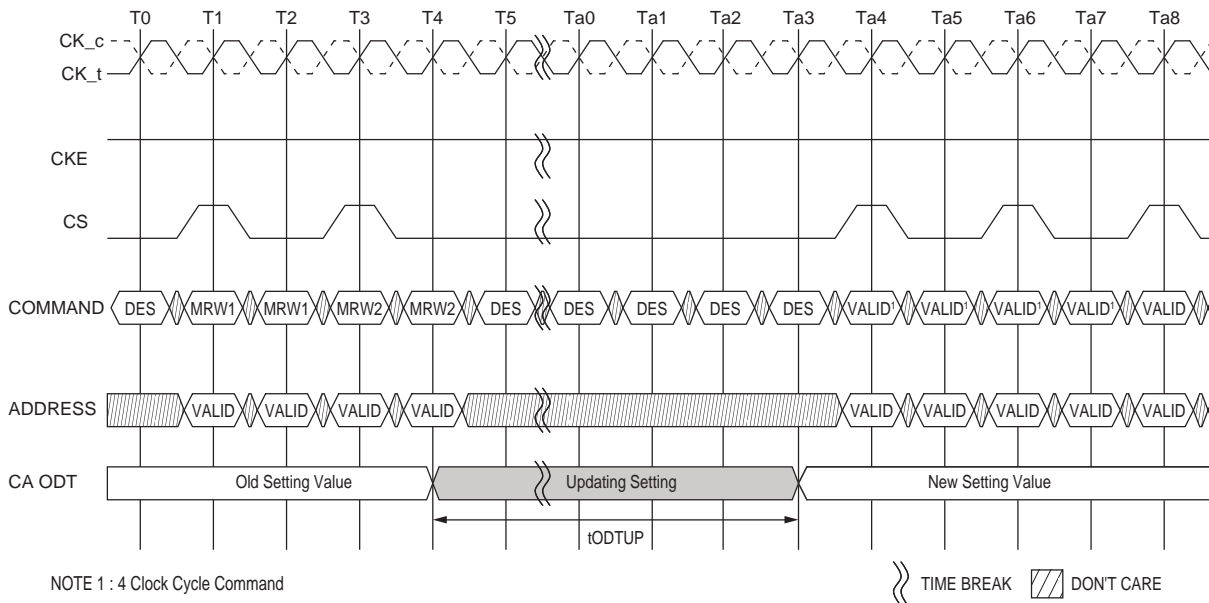 T0 T1 T2 T3 T4 T5 Ta0 Ta1 Ta2 Ta3 Ta4 Ta5 Ta6 Ta7 Ta8
CK_c
CK_t
CKE
CS
COMMAND DES MRW1 MRW1 MRW2 MRW2 DES DES DES DES DES VALID¹ VALID¹ VALID¹ VALID¹ VALID
ADDRESS VALID VALID VALID VALID VALID VALID VALID VALID VALID
CA ODT Old Setting Value Updating Setting New Setting Value
tODTUP
NOTE 1 : 4 Clock Cycle Command TIME BREAK DON'T CARE